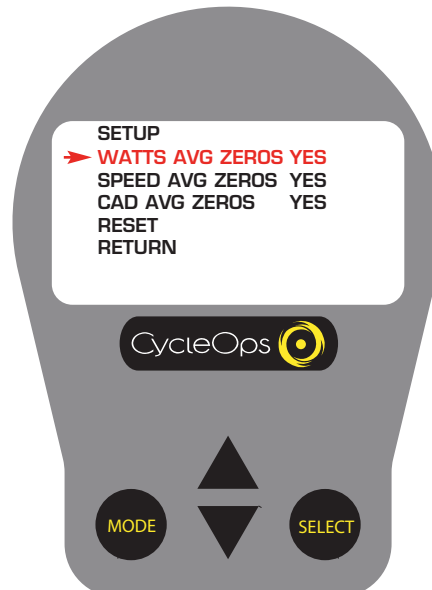 SETUP
WATTS AVG ZEROS YES
SPEED AVG ZEROS YES
CAD AVG ZEROS YES
RESET
RETURN
CycleOps
MODE
SELECT